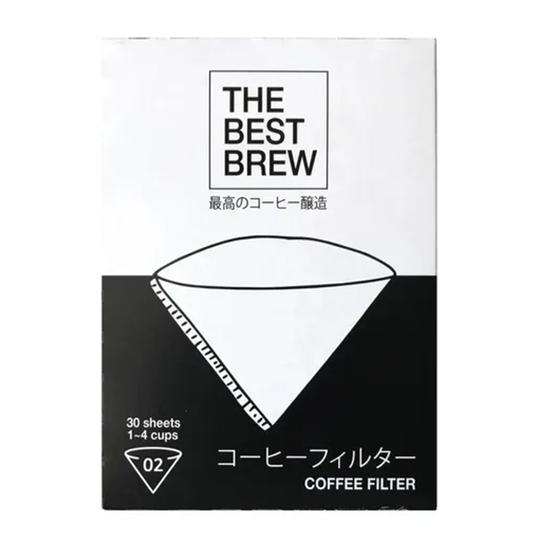 THE
BEST
BREW
最高のコーヒー醸造
30 sheets
1~4 cups
02
コーヒーフィルター
COFFEE FILTER